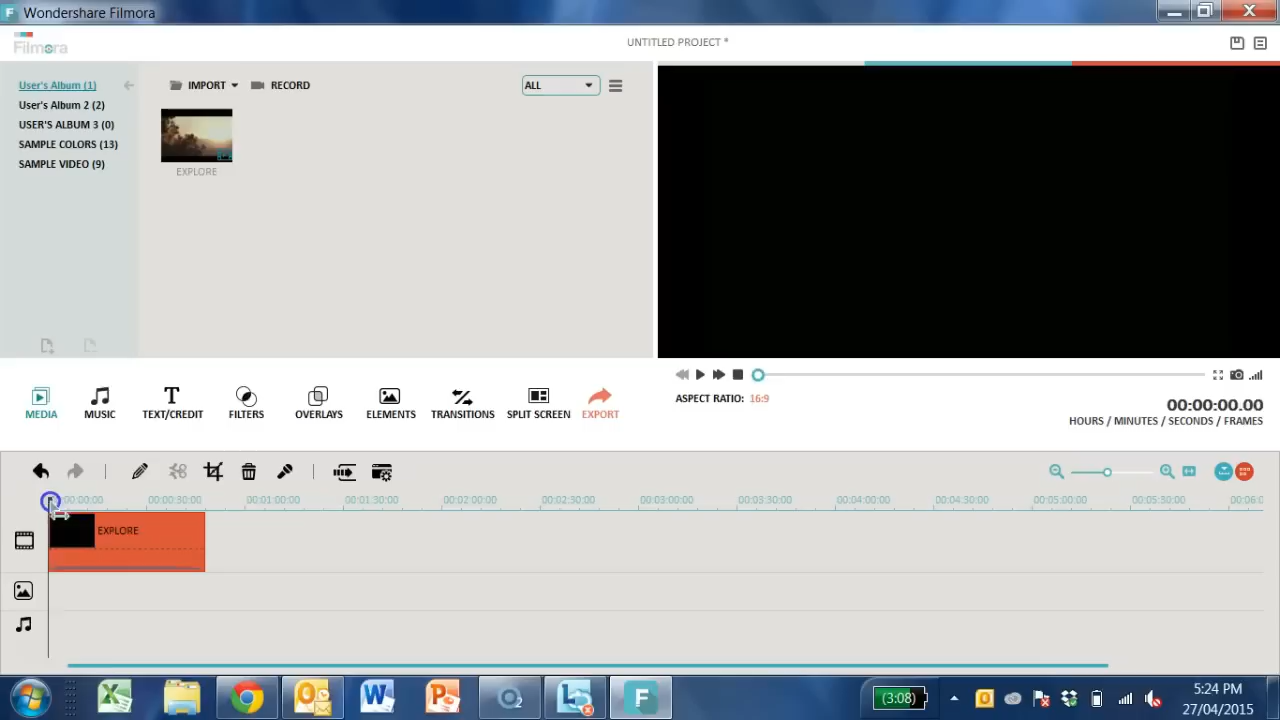 Wondershare Filmora
Filmora
UNTITLED PROJECT *
User's Album (1)
User's Album 2 (2)
USER'S ALBUM 3 (0)
SAMPLE COLORS (13)
SAMPLE VIDEO (9)
IMPORT
RECORD
ALL
EXPLORE
ASPECT RATIO: 16:9
00:00:00.00
HOURS / MINUTES / SECONDS / FRAMES
MEDIA
MUSIC
TEXT/CREDIT
FILTERS
OVERLAYS
ELEMENTS
TRANSITIONS
SPLIT SCREEN
EXPORT
00:00:00 00:00:30:00 00:01:00:00 00:01:30:00 00:02:00:00 00:02:30:00 00:03:00:00 00:03:30:00 00:04:00:00 00:04:30:00 00:05:00:00 00:05:30:00 00:06:0
EXPLORE
(3:08)
5:24 PM
27/04/2015